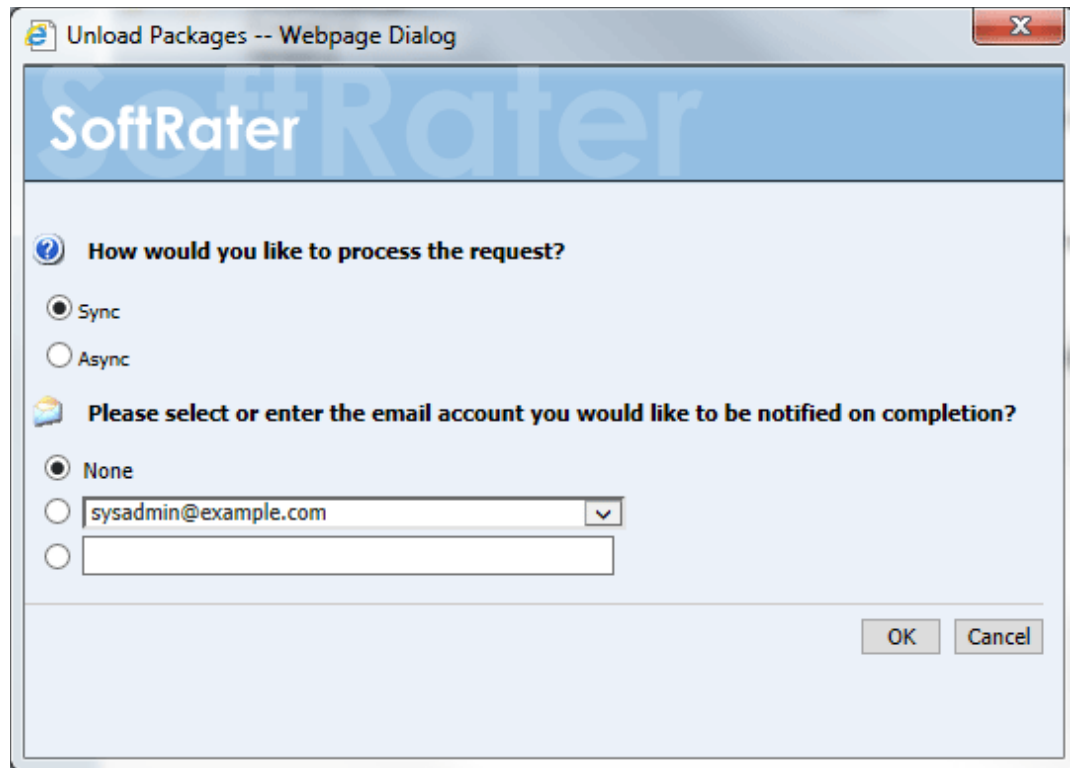 Unload Packages -- Webpage Dialog
SoftRater
SoftRater
How would you like to process the request?
Sync
Async
Please select or enter the email account you would like to be notified on completion?
None
sysadmin@example.com
OK Cancel